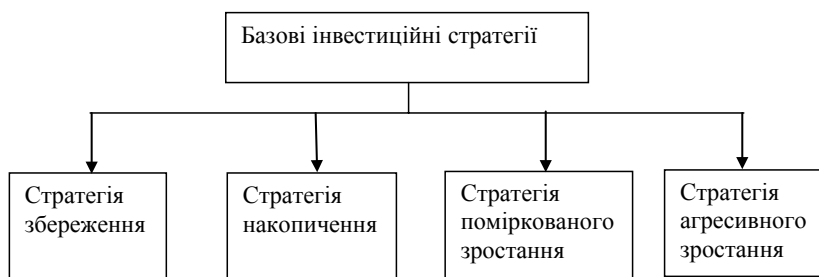 Базові інвестиційні стратегії
Стратегія
збереження
Стратегія
накопичення
Стратегія
поміркованого
зростання
Стратегія
агресивного
зростання